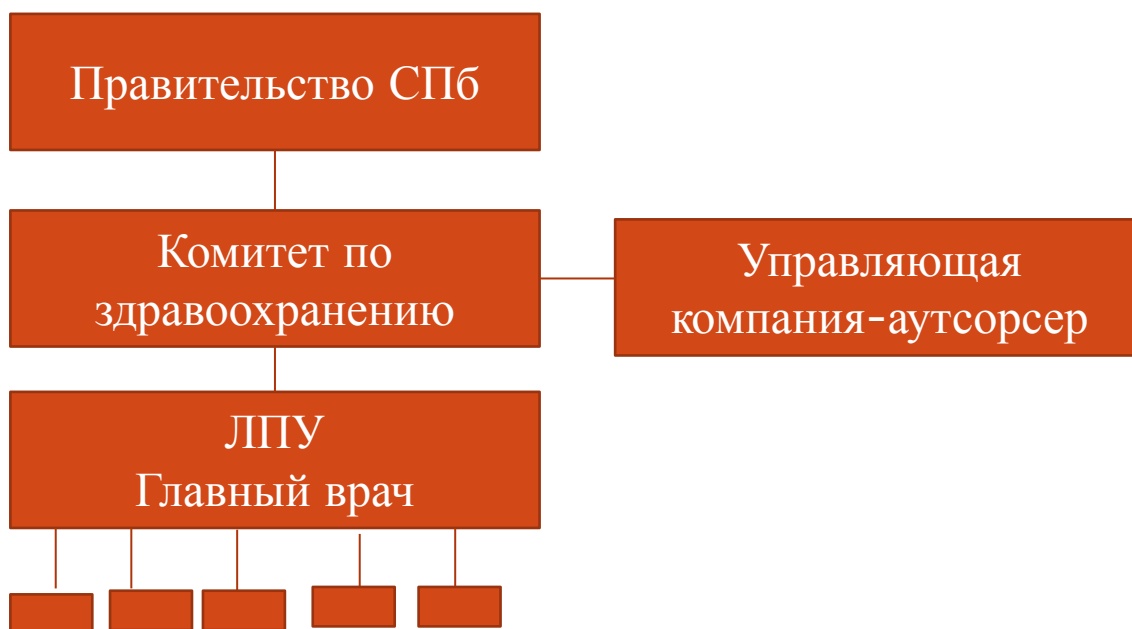 Правительство СПб
Комитет по
здравоохранению
Управляющая
компания-аутсорсер
ЛПУ
Главный врач